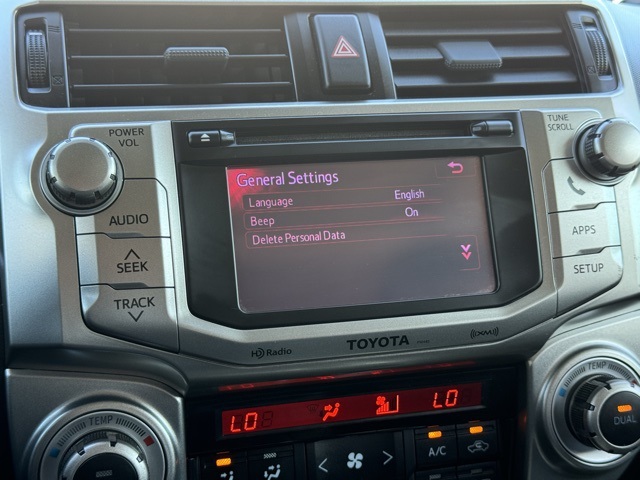 POWER
VOL
TUNE
SCROLL
General Settings
Language English
Beep On
Delete Personal Data
AUDIO
SEEK
TRACK
APPS
SETUP
HD Radio
TOYOTA
((XM))
LO
LO
TEMP
TEMP
DUAL
A/C